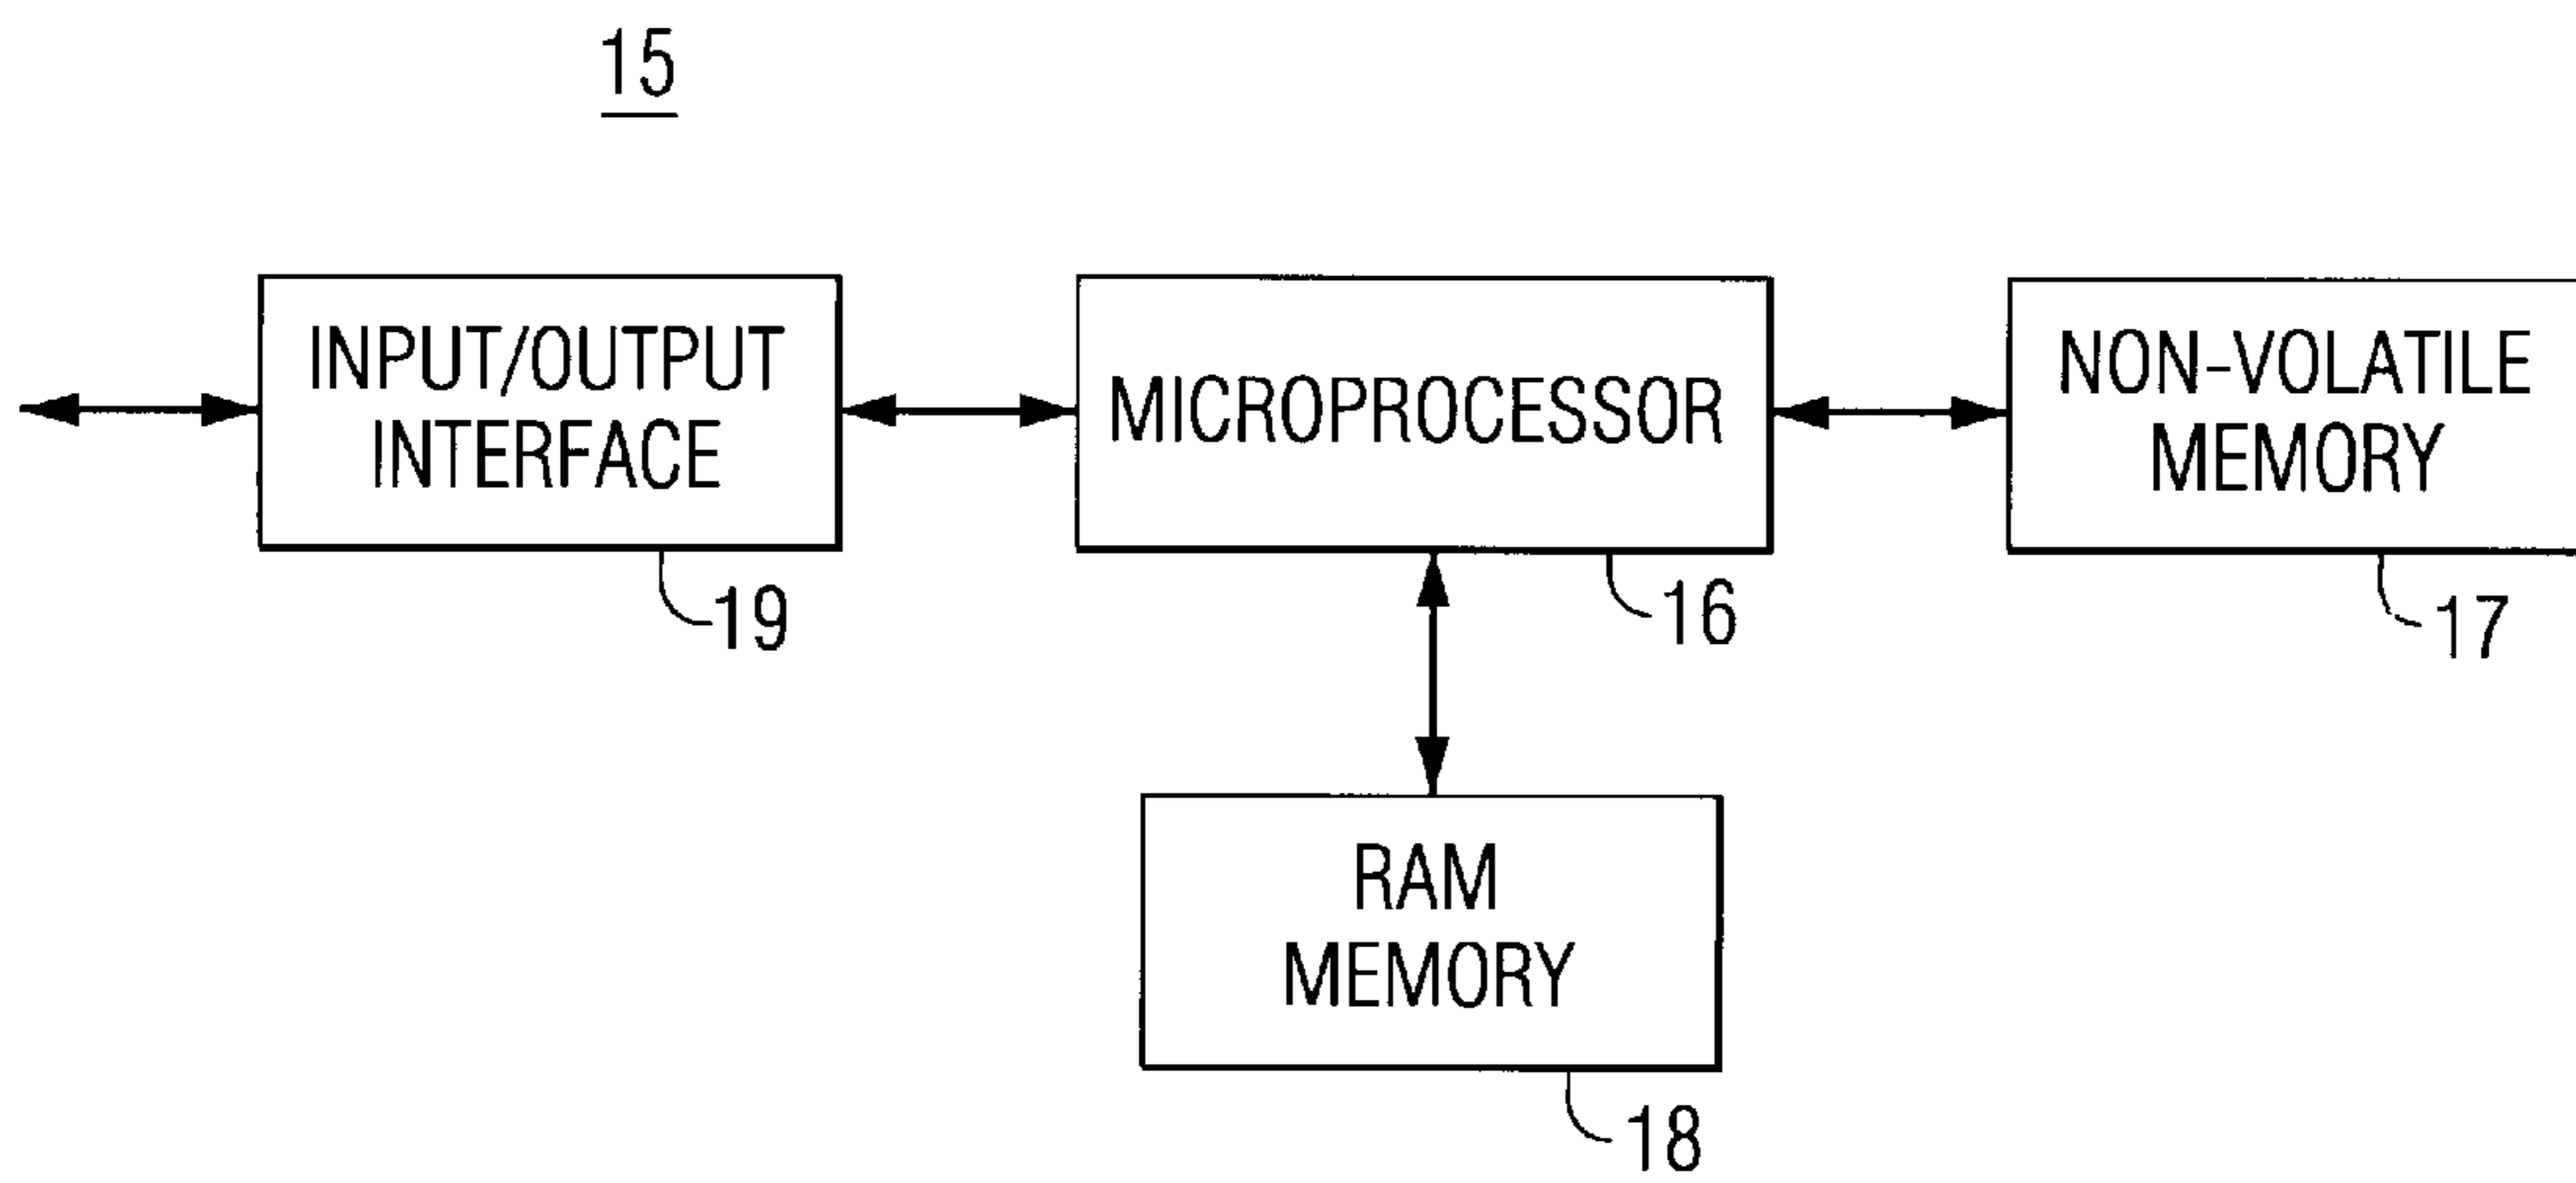 15
INPUT/OUTPUT
INTERFACE
19
MICROPROCESSOR
16
NON-VOLATILE
MEMORY
17
RAM
MEMORY
18